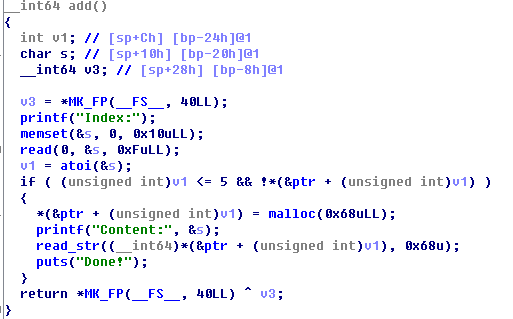 __int64 add()
{
  int v1; // [sp+Ch] [bp-24h]@1
  char s; // [sp+10h] [bp-20h]@1
  __int64 v3; // [sp+28h] [bp-8h]@1

  v3 = *MK_FP(__FS__, 40LL);
  printf("Index:");
  memset(&s, 0, 0x10uLL);
  read(0, &s, 0xFuLL);
  v1 = atoi(&s);
  if ( (unsigned int)v1 <= 5 && !*(&ptr + (unsigned int)v1) )
  {
    *(&ptr + (unsigned int)v1) = malloc(0x68uLL);
    printf("Content:", &s);
    read_str((__int64)*(&ptr + (unsigned int)v1), 0x68u);
    puts("Done!");
  }
  return *MK_FP(__FS__, 40LL) ^ v3;
}